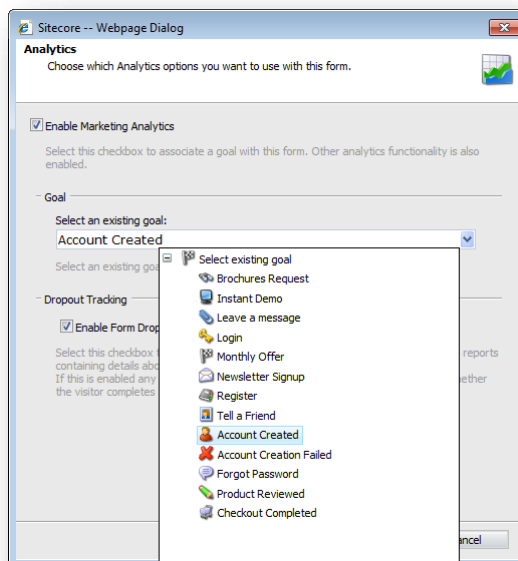 Sitecore -- Webpage Dialog
Analytics
Choose which Analytics options you want to use with this form.
Enable Marketing Analytics
Select this checkbox to associate a goal with this form. Other analytics functionality is also
enabled.
Goal
Select an existing goal:
Account Created
Select an existing goa
Select existing goal
Brochures Request
Instant Demo
Leave a message
Login
Monthly Offer
Newsletter Signup
Register
Tell a Friend
Account Created
Account Creation Failed
Forgot Password
Product Reviewed
Checkout Completed
Dropout Tracking
Enable Form Drop
Select this checkbox t reports
containing details abo
If this is enabled any ether
the visitor completes
ancel